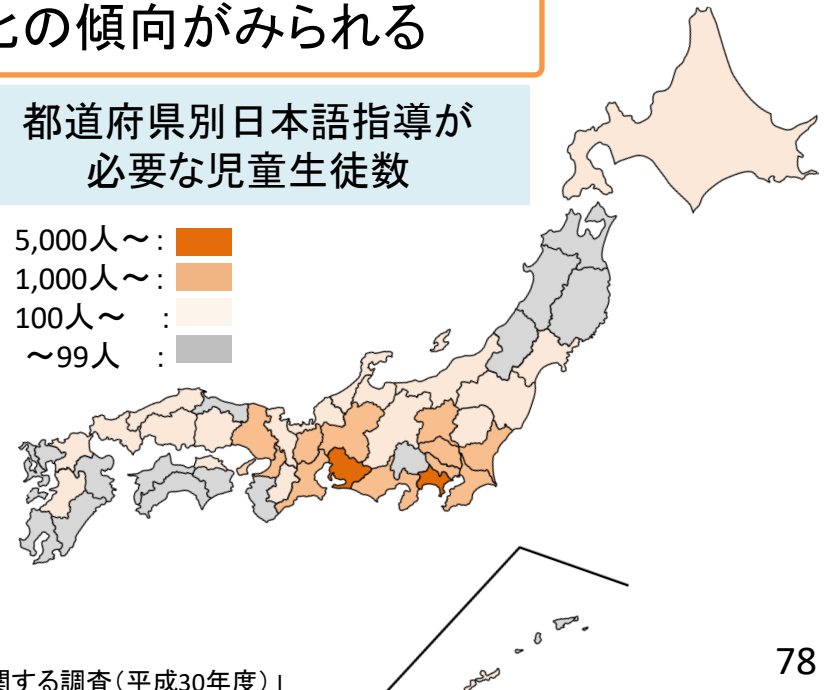 化の傾向がみられる
都道府県別日本語指導が
必要な児童生徒数
5,000人～:
1,000人～:
100人～ :
～99人 :
関する調査(平成30年度)」
78